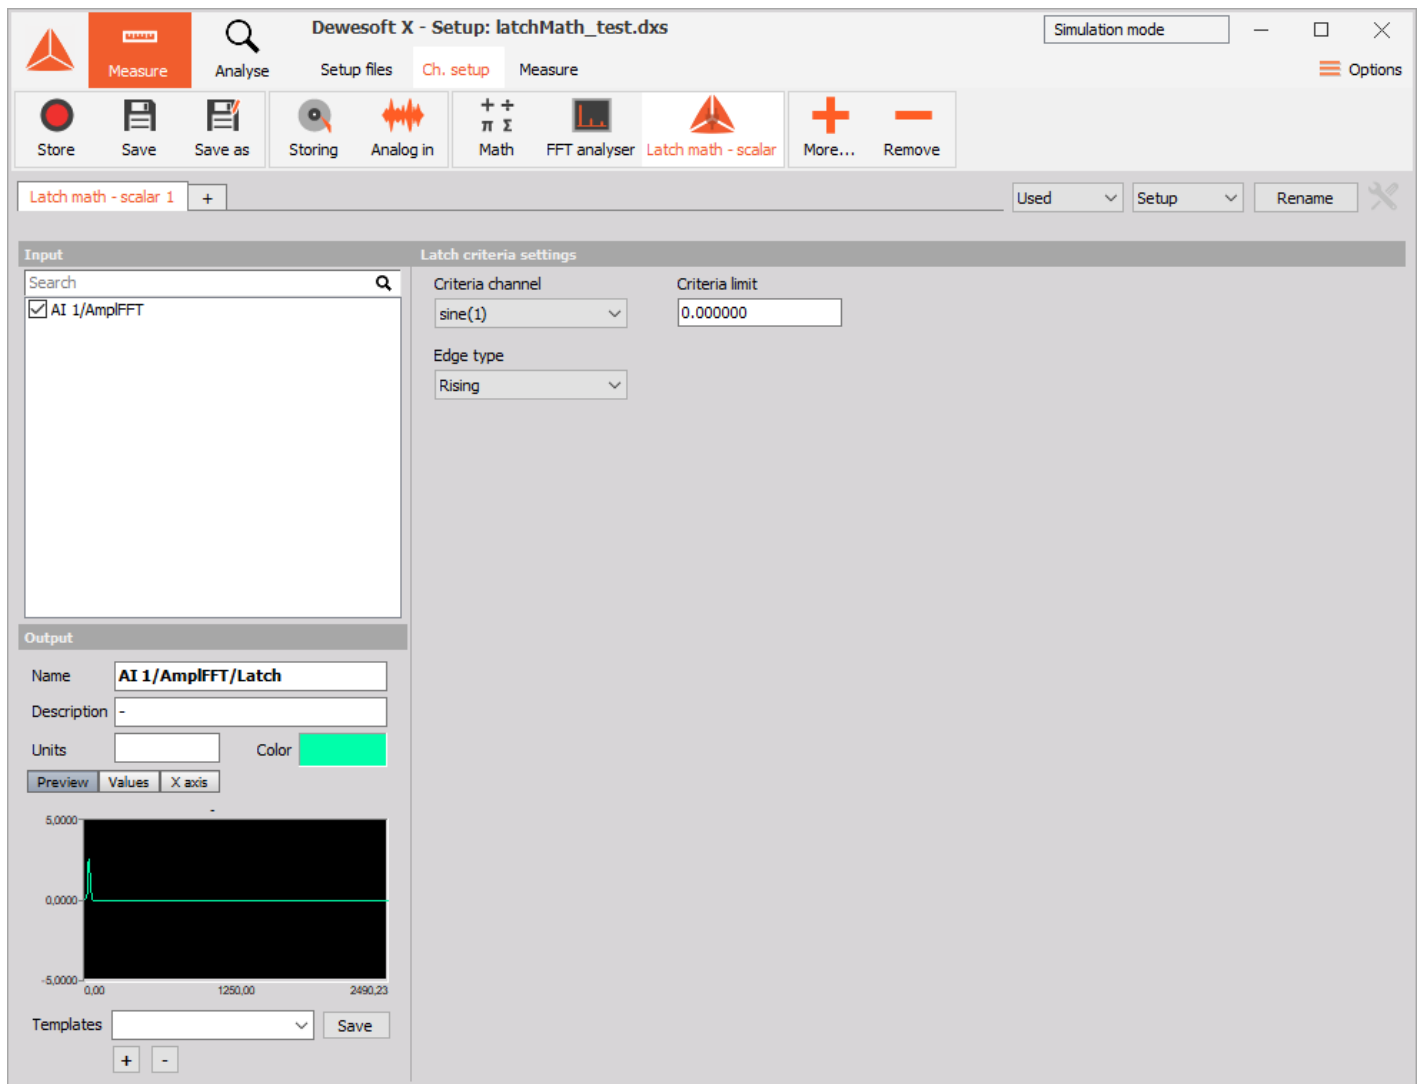 Dewesoft X - Setup: latchMath_test.dxs
Simulation mode
Measure
Analyse
Setup files
Ch. setup
Measure
Options
+ ÷
π Σ
Store
Save
Save as
Storing
Analog in
Math
FFT analyser
Latch math - scalar
More...
Remove
Latch math - scalar 1
+
Used
Setup
Rename
Input
Latch criteria settings
Search
AI 1/AmplFFT
Criteria channel
Criteria limit
sine(1)
0.000000
Edge type
Rising
Output
Name
AI 1/AmplFFT/Latch
Description
-
Units
Color
Preview
Values
X axis
-
5,0000
0,0000
-5,0000
0,00
1250,00
2490,23
Templates
Save
+
-